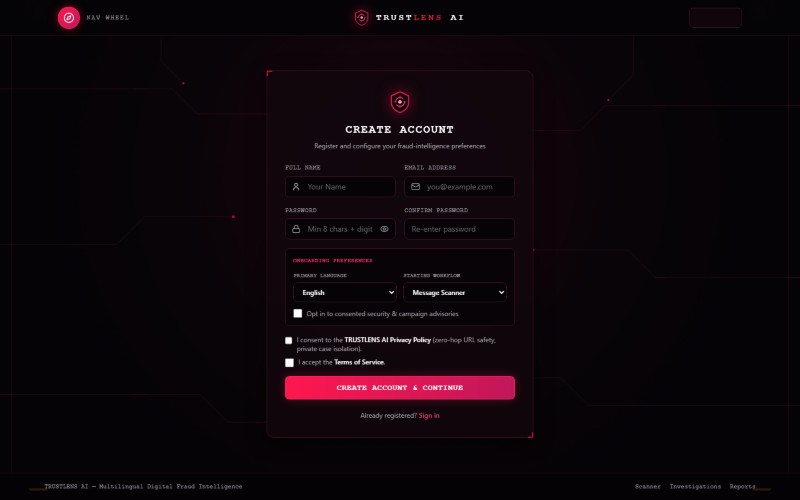 NAV WHEEL
TRUSTLENS AI
CREATE ACCOUNT
Register and configure your fraud-intelligence preferences
FULL NAME
EMAIL ADDRESS
Your Name
you@example.com
PASSWORD
CONFIRM PASSWORD
Min 8 chars + digit
Re-enter password
ONBOARDING PREFERENCES
PRIMARY LANGUAGE
STARTING WORKFLOW
English
Message Scanner
Opt in to consented security & campaign advisories
I consent to the TRUSTLENS AI Privacy Policy (zero-hop URL safety,
private case isolation).
I accept the Terms of Service.
CREATE ACCOUNT & CONTINUE
Already registered? Sign in
TRUSTLENS AI — Multilingual Digital Fraud Intelligence
Scanner Investigations Reports